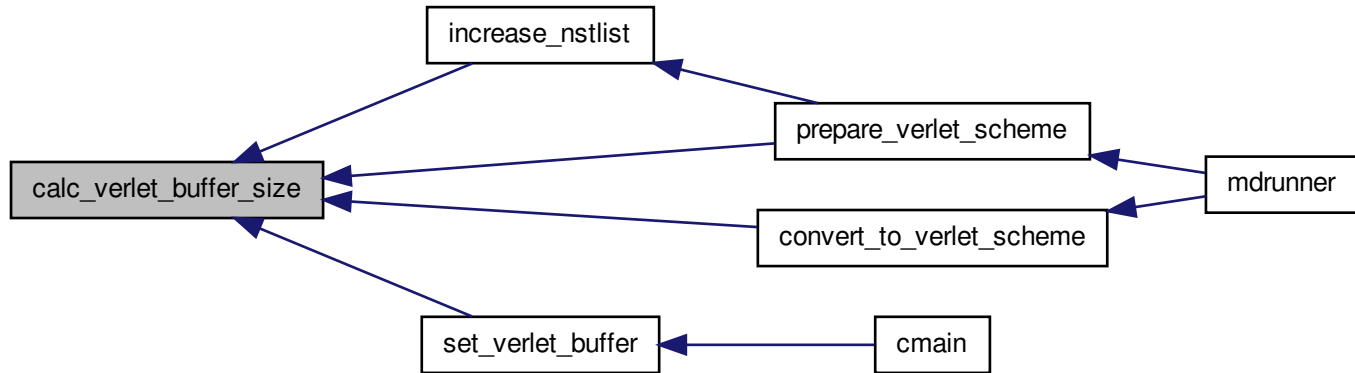 increase_nstlist
prepare_verlet_scheme
calc_verlet_buffer_size
mdrunner
convert_to_verlet_scheme
set_verlet_buffer
cmain